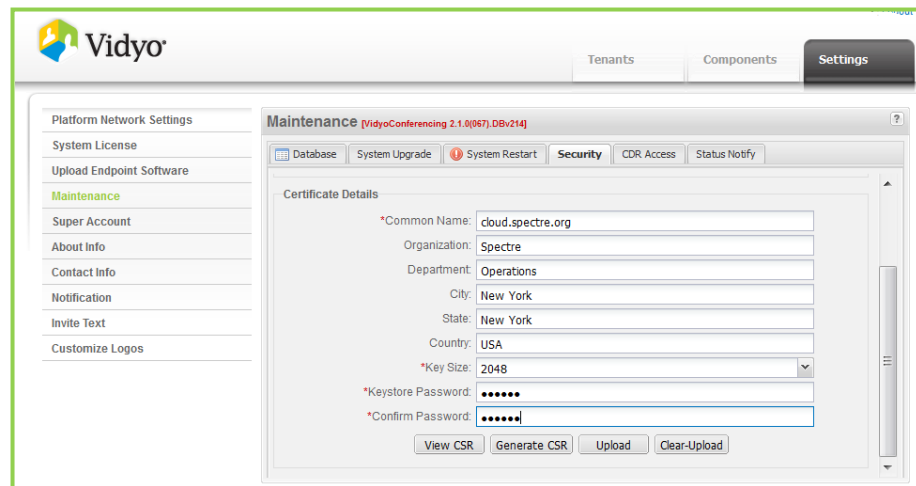 Vidyo
Tenants
Components
Settings
Platform Network Settings
System License
Upload Endpoint Software
Maintenance
Super Account
About Info
Contact Info
Notification
Invite Text
Customize Logos
Maintenance [VidyoConferencing 2.1.0(067).DBv214]
?
Database
System Upgrade
System Restart
Security
CDR Access
Status Notify
Certificate Details
*Common Name: cloud.spectre.org
Organization: Spectre
Department: Operations
City: New York
State: New York
Country: USA
*Key Size: 2048
*Keystore Password: ●●●●●●
*Confirm Password: ●●●●●●
View CSR
Generate CSR
Upload
Clear-Upload